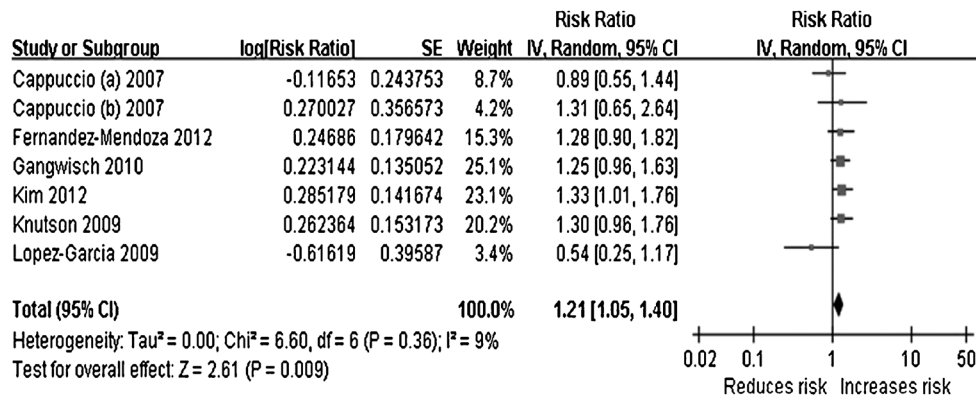 Risk Ratio Risk Ratio
Study or Subgroup log[Risk Ratio] SE Weight IV, Random, 95% CI IV, Random, 95% CI
Cappuccio (a) 2007 -0.11653 0.243753 8.7% 0.89 [0.55, 1.44]
Cappuccio (b) 2007 0.270027 0.356573 4.2% 1.31 [0.65, 2.64]
Fernandez-Mendoza 2012 0.24686 0.179642 15.3% 1.28 [0.90, 1.82]
Gangwisch 2010 0.223144 0.135052 25.1% 1.25 [0.96, 1.63]
Kim 2012 0.285179 0.141674 23.1% 1.33 [1.01, 1.76]
Knutson 2009 0.262364 0.153173 20.2% 1.30 [0.96, 1.76]
Lopez-Garcia 2009 -0.61619 0.39587 3.4% 0.54 [0.25, 1.17]
Total (95% CI) 100.0% 1.21 [1.05, 1.40]
Heterogeneity: Tau² = 0.00; Chi² = 6.60, df = 6 (P = 0.36); I² = 9%
Test for overall effect: Z = 2.61 (P = 0.009)
0.02 0.1 1 10 50
Reduces risk Increases risk